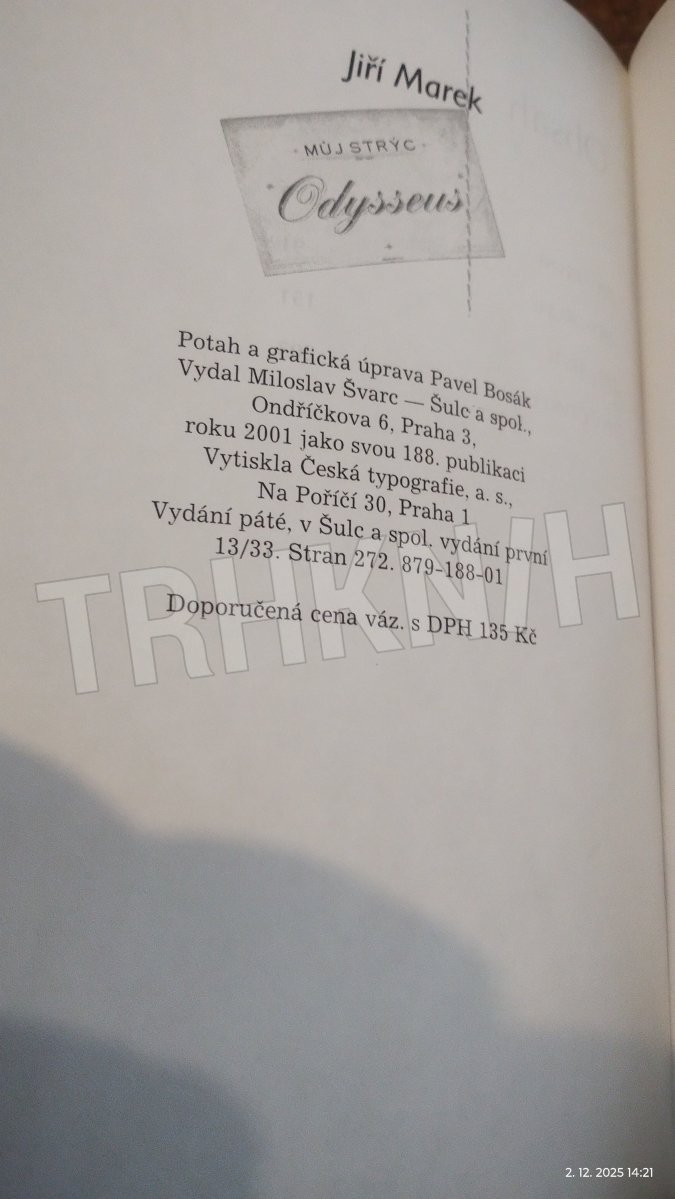 Jiří Marek
· MŮJ STRÝC ·
Odysseus
Potah a grafická úprava Pavel Bosák
Vydal Miloslav Švarc — Šulc a spol.,
Ondříčkova 6, Praha 3,
roku 2001 jako svou 188. publikaci
Vytiskla Česká typografie, a. s.,
Na Poříčí 30, Praha 1
Vydání páté, v Šulc a spol. vydání první
13/33. Stran 272. 879-188-01
Doporučená cena váz. s DPH 135 Kč
TRHKNIH
2. 12. 2025 14:21